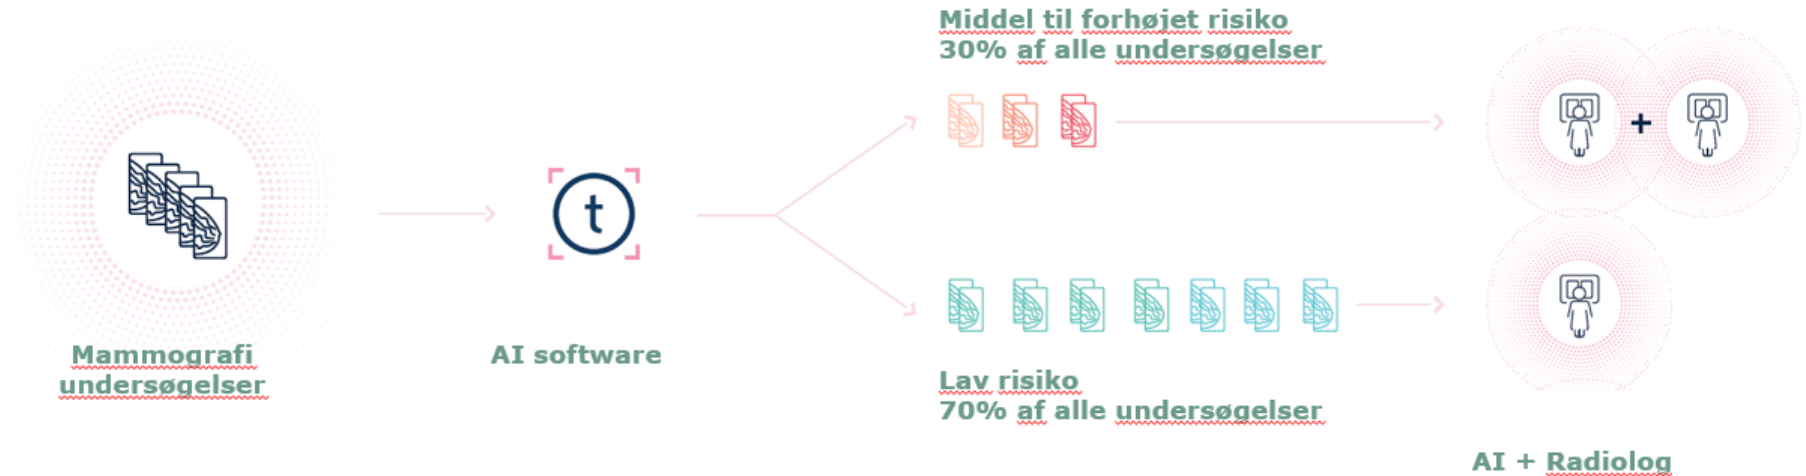 Mammografi
undersøgelser
t
AI software
Middel til forhøjet risiko
30% af alle undersøgelser
+
Lav risiko
70% af alle undersøgelser
AI + Radiolog